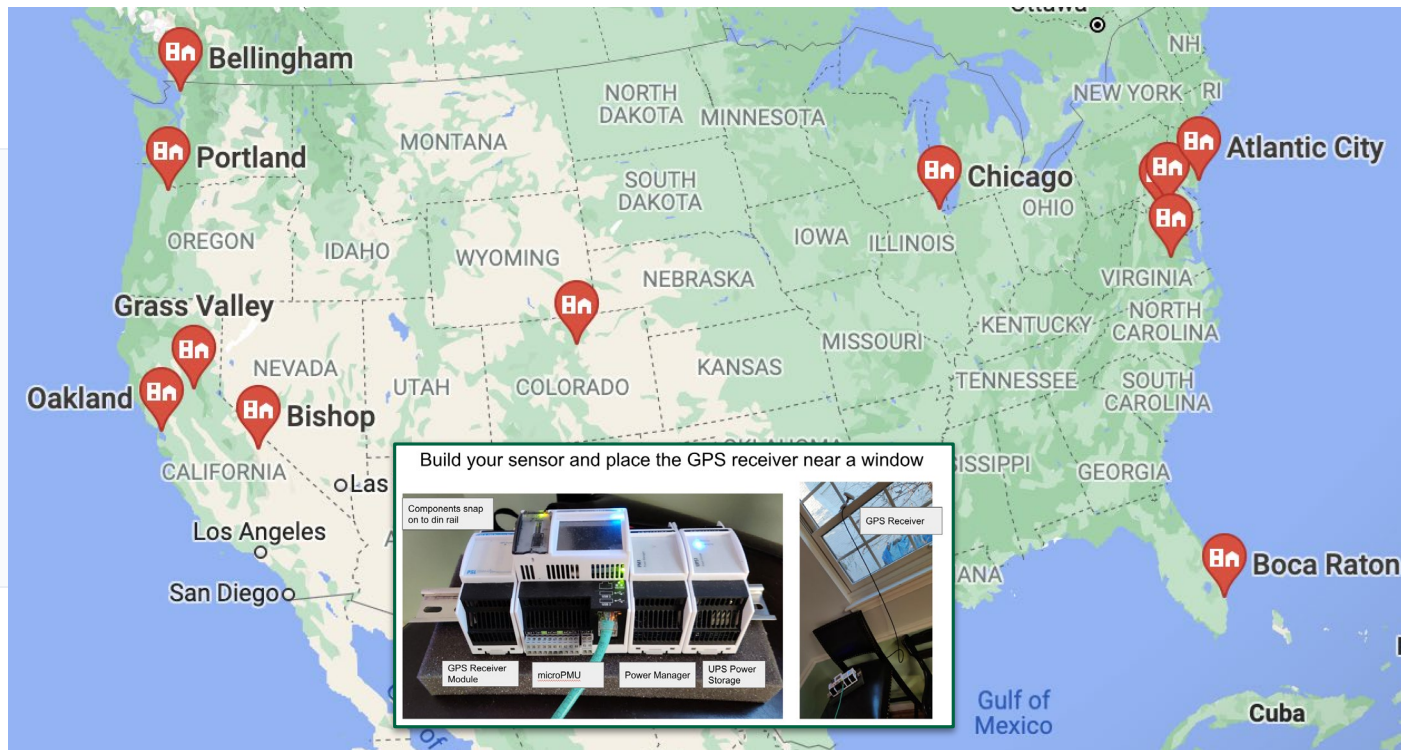 Ottawa
NH
Bellingham
NORTH
DAKOTA
MINNESOTA
NEW YORK
RI
MONTANA
Portland
Chicago
Atlantic City
SOUTH
DAKOTA
OHIO
OREGON
IDAHO
WYOMING
IOWA
ILLINOIS
NEBRASKA
VIRGINIA
Grass Valley
NORTH
CAROLINA
KENTUCKY
MISSOURI
NEVADA
UTAH
COLORADO
KANSAS
TENNESSEE
SOUTH
CAROLINA
Oakland
Bishop
OKLAHOMA
CALIFORNIA
Las
ISSISSIPPI
GEORGIA
Los Angeles
San Diego
A
ANA
Boca Raton
Gulf of
Mexico
Cuba
of
Build your sensor and place the GPS receiver near a window
Components snap
on to din rail
GPS Receiver
GPS Receiver
Module
microPMU
Power Manager
UPS Power
Storage